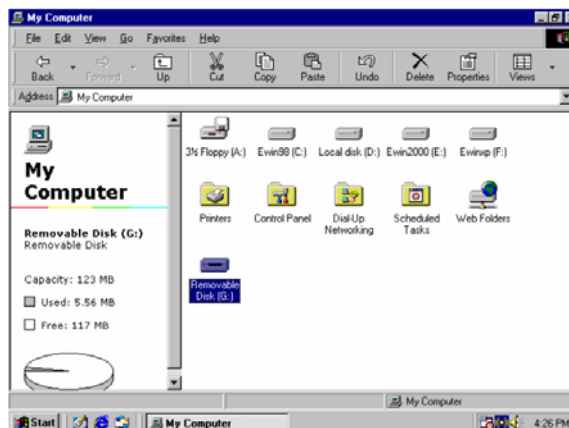 My Computer
File Edit View Go Favorites Help
Back Forward Up Cut Copy Paste Undo Delete Properties Views
Address My Computer
My
Computer
Removable Disk (G:)
Removable Disk
Capacity: 123 MB
Used: 5.56 MB
Free: 117 MB
3½ Floppy (A:) Ewin98 (C:) Local disk (D:) Ewin2000 (E:) Ewinxp (F:)
Printers Control Panel Dial-Up Networking Scheduled Tasks Web Folders
Removable
Disk (G:)
My Computer
Start My Computer 4:26 PM